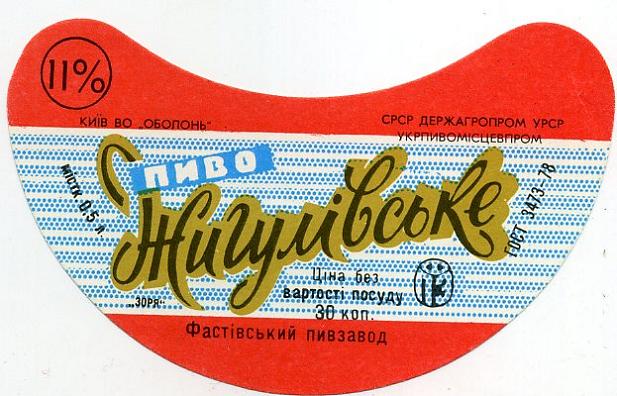 11%
КИЇВ ВО „ОБОЛОНЬ"
СРСР ДЕРЖАГРОПРОМ УРСР
УКРПИВОМІСЦЕВПРОМ
ПИВО
Жигулівське
МІСТК 0,5 л.
ГОСТ 3473-78
Ціна без
вартості посуду
30 коп.
„ЗОРЯ"
Фастівський пивзавод